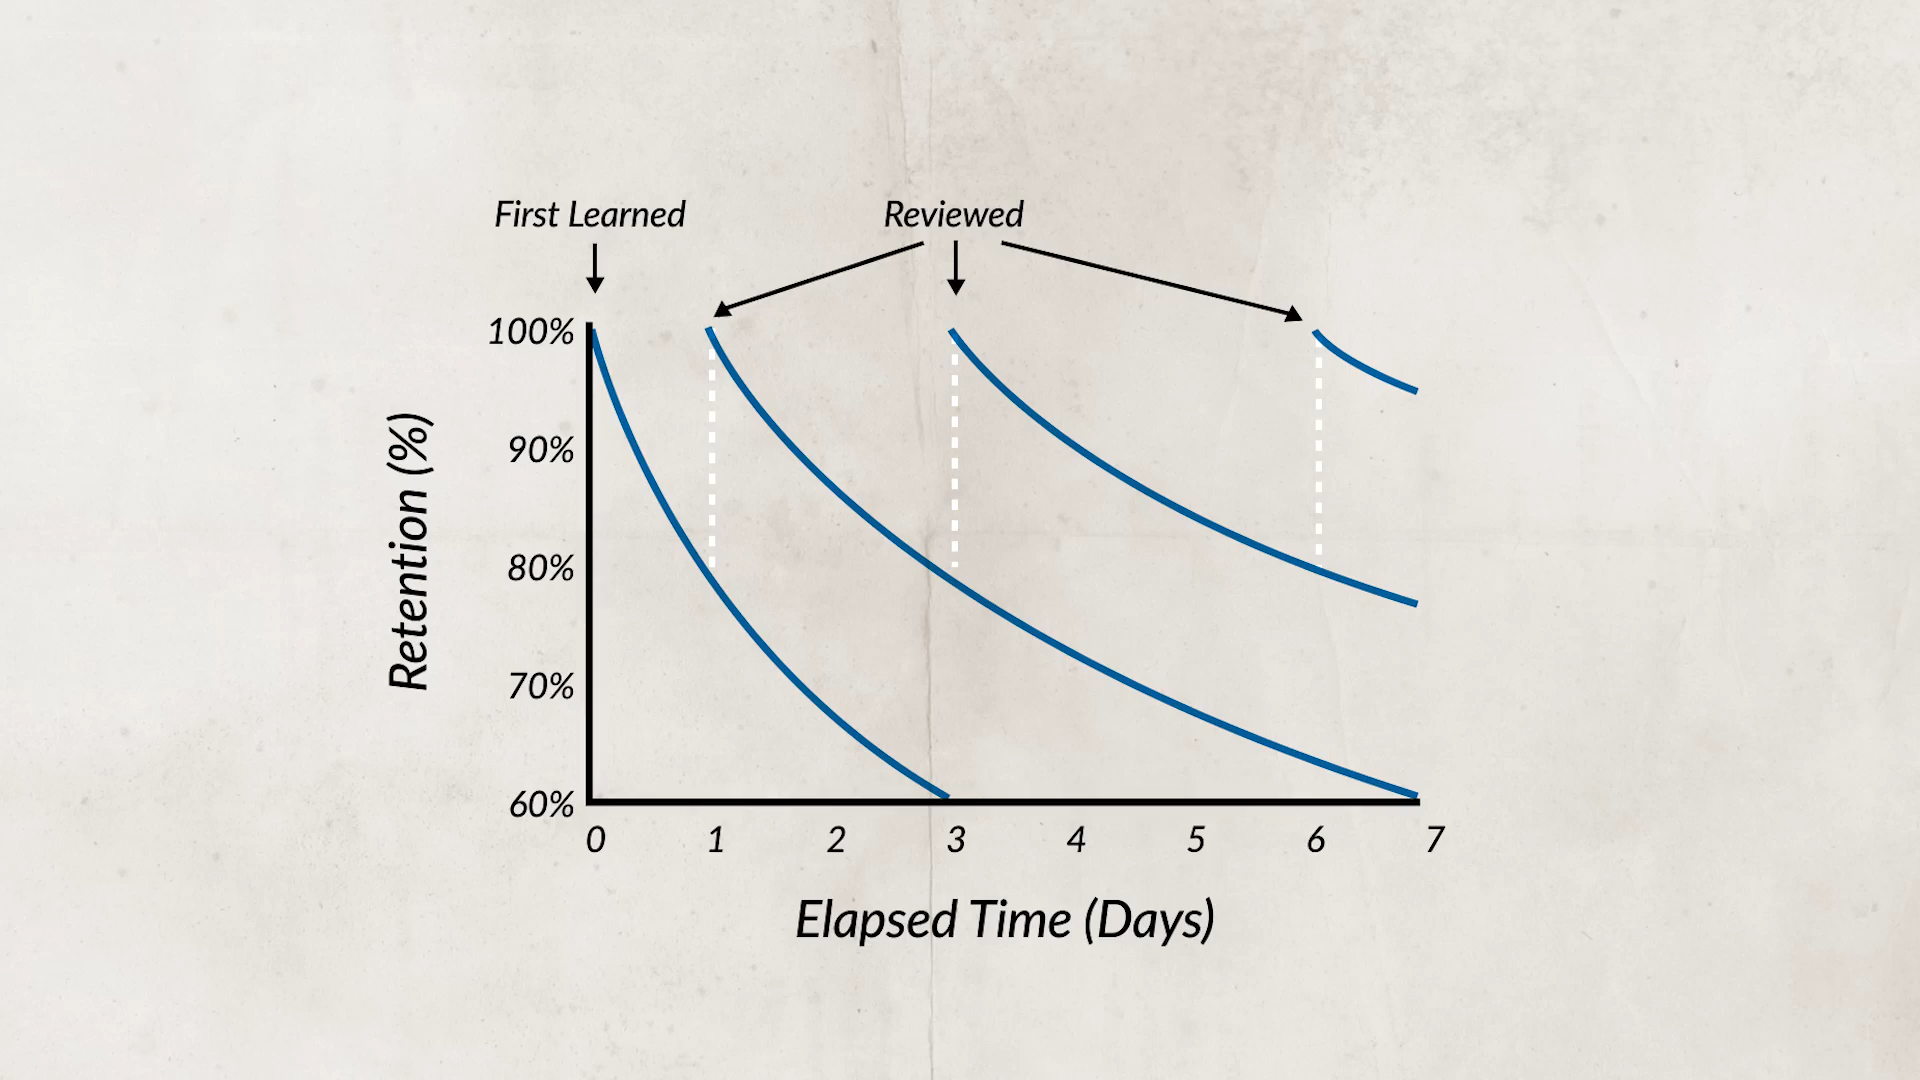 First Learned
Reviewed
100%
90%
80%
70%
60%
Retention (%)
0 1 2 3 4 5 6 7
Elapsed Time (Days)